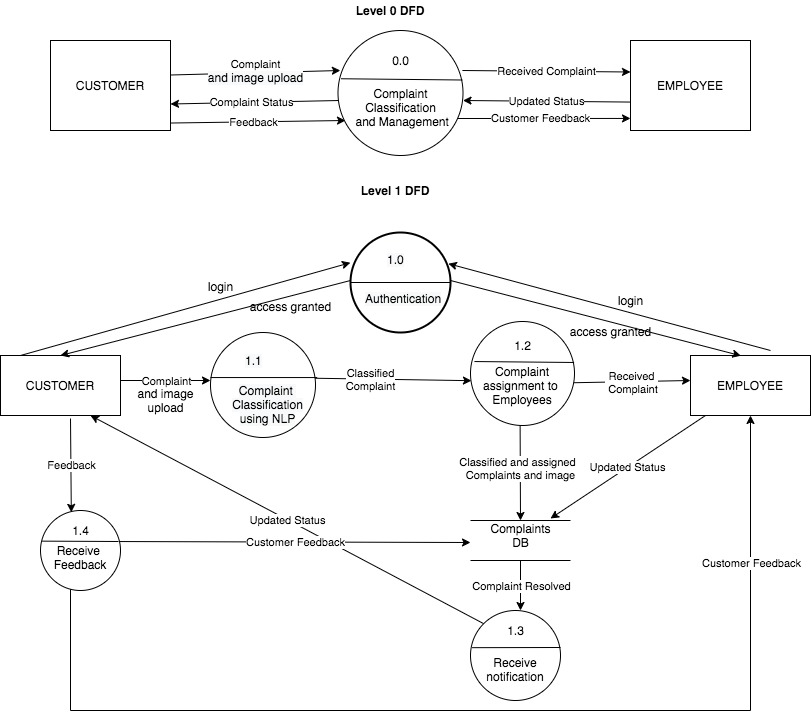 Level 0 DFD
CUSTOMER
Complaint
and image upload
Complaint Status
Feedback
0.0
Complaint
Classification
and Management
Received Complaint
Updated Status
Customer Feedback
EMPLOYEE
Level 1 DFD
1.0
Authentication
login
access granted
login
access granted
CUSTOMER
Complaint
and image
upload
1.1
Complaint
Classification
using NLP
Classified
Complaint
1.2
Complaint
assignment to
Employees
Received
Complaint
EMPLOYEE
Feedback
Classified and assigned
Complaints and image
Updated Status
1.4
Receive
Feedback
Updated Status
Customer Feedback
Complaints
DB
Customer Feedback
Complaint Resolved
1.3
Receive
notification